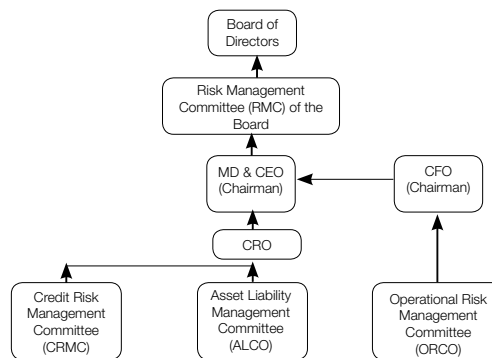 Board of
Directors
Risk Management
Committee (RMC) of the
Board
MD & CEO
(Chairman)
CFO
(Chairman)
CRO
Credit Risk
Management
Committee
(CRMC)
Asset Liability
Management
Committee
(ALCO)
Operational Risk
Management
Committee
(ORCO)